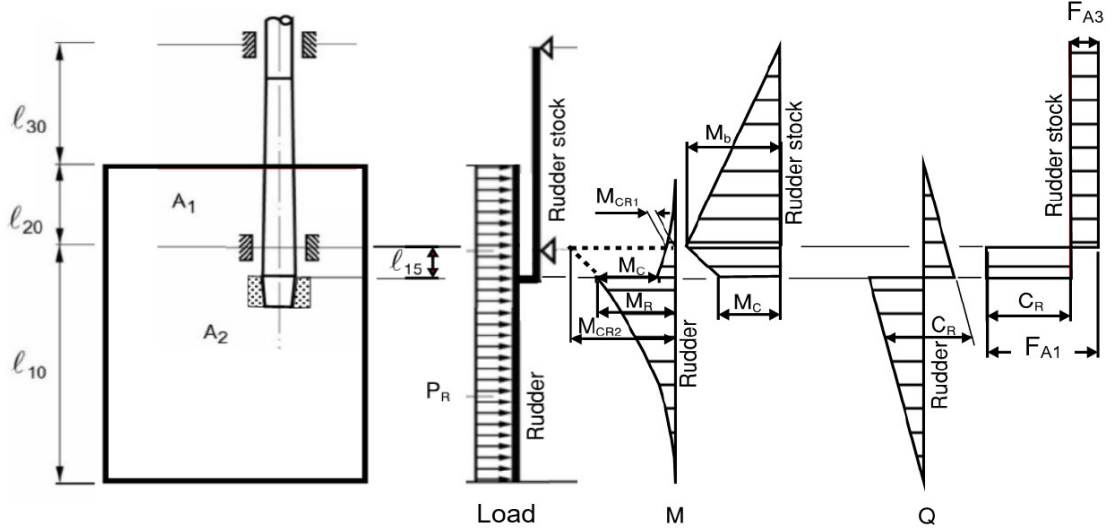 F_A3
ℓ30
ℓ20
ℓ10
A1
A2
ℓ15
P_R
Rudder
Rudder stock
Load
M_b
M_CR1
M_C
M_R
M_CR2
M_C
Rudder
Rudder stock
M
C_R
Rudder
Q
Rudder stock
C_R
F_A1